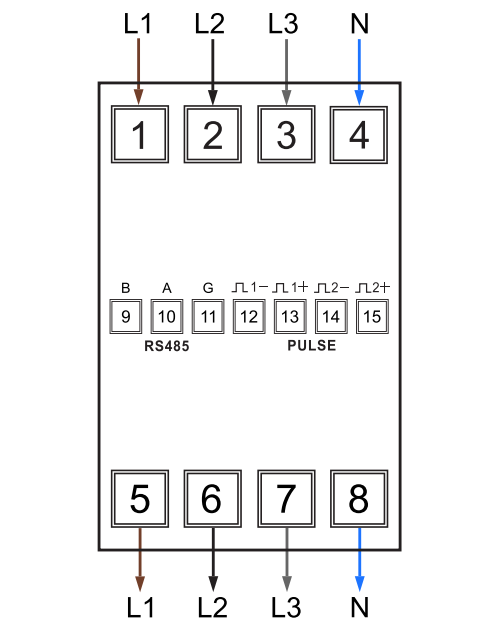 L1 L2 L3 N
1 2 3 4
B A G ⎍1− ⎍1+ ⎍2− ⎍2+
9 10 11 12 13 14 15
RS485 PULSE
5 6 7 8
L1 L2 L3 N